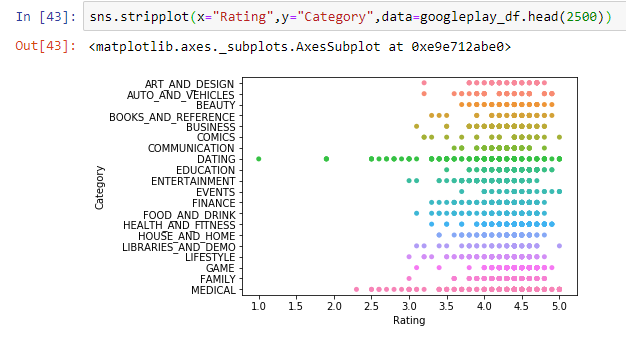 In [43]: sns.stripplot(x="Rating",y="Category",data=googleplay_df.head(2500))
Out[43]: <matplotlib.axes._subplots.AxesSubplot at 0xe9e712abe0>
ART_AND_DESIGN
AUTO_AND_VEHICLES
BEAUTY
BOOKS_AND_REFERENCE
BUSINESS
COMICS
COMMUNICATION
DATING
EDUCATION
ENTERTAINMENT
EVENTS
FINANCE
FOOD_AND_DRINK
HEALTH_AND_FITNESS
HOUSE_AND_HOME
LIBRARIES_AND_DEMO
LIFESTYLE
GAME
FAMILY
MEDICAL
Category
1.0 1.5 2.0 2.5 3.0 3.5 4.0 4.5 5.0
Rating